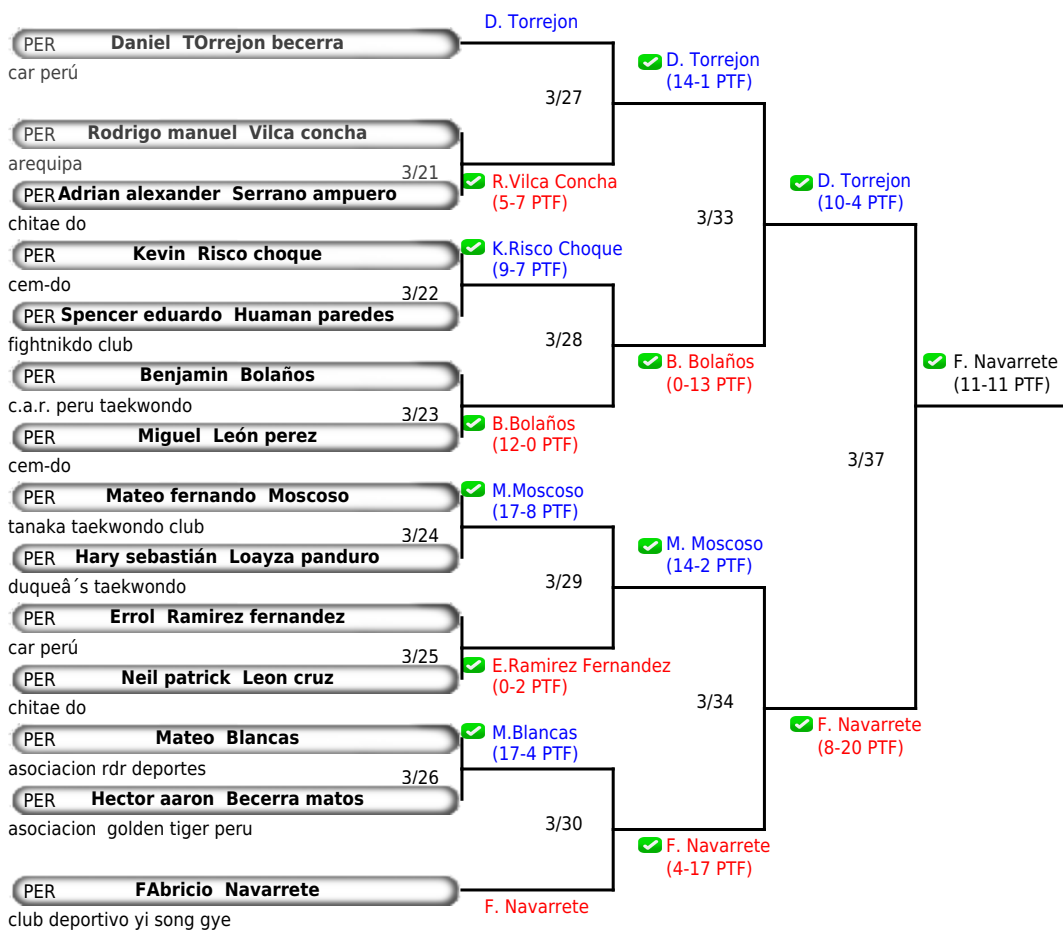 D. Torrejon
PER Daniel TOrrejon becerra
car perú
D. Torrejon
(14-1 PTF)
3/27
PER Rodrigo manuel Vilca concha
arequipa
3/21
PER Adrian alexander Serrano ampuero
chitae do
R.Vilca Concha
(5-7 PTF)
D. Torrejon
(10-4 PTF)
3/33
PER Kevin Risco choque
cem-do
K.Risco Choque
(9-7 PTF)
3/22
PER Spencer eduardo Huaman paredes
fightnikdo club
3/28
B. Bolaños
(0-13 PTF)
F. Navarrete
(11-11 PTF)
PER Benjamin Bolaños
c.a.r. peru taekwondo
3/23
PER Miguel León perez
cem-do
B.Bolaños
(12-0 PTF)
3/37
PER Mateo fernando Moscoso
tanaka taekwondo club
M.Moscoso
(17-8 PTF)
3/24
PER Hary sebastián Loayza panduro
duqueâ´s taekwondo
M. Moscoso
(14-2 PTF)
3/29
PER Errol Ramirez fernandez
car perú
3/25
PER Neil patrick Leon cruz
chitae do
E.Ramirez Fernandez
(0-2 PTF)
3/34
PER Mateo Blancas
asociacion rdr deportes
M.Blancas
(17-4 PTF)
F. Navarrete
(8-20 PTF)
3/26
PER Hector aaron Becerra matos
asociacion golden tiger peru
3/30
F. Navarrete
(4-17 PTF)
PER FAbricio Navarrete
club deportivo yi song gye
F. Navarrete